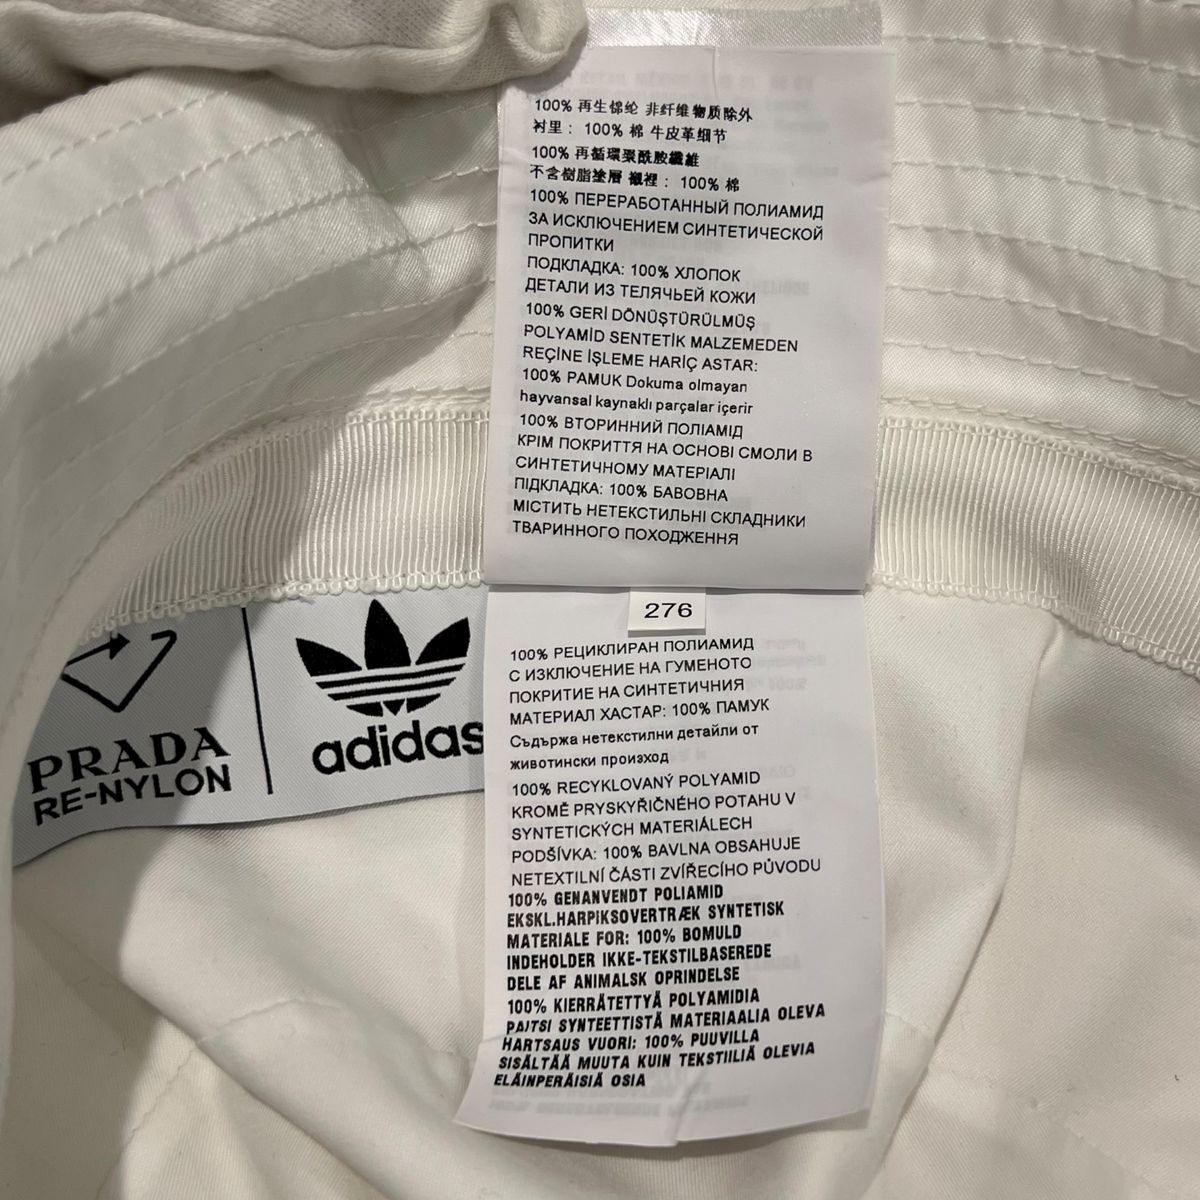 100% 再生锦纶 非纤维物质除外
衬里： 100% 棉 牛皮革细节
100% 再循環聚酰胺纖維
不含樹脂塗層 襯裡： 100% 棉
100% ПЕРЕРАБОТАННЫЙ ПОЛИАМИД
ЗА ИСКЛЮЧЕНИЕМ СИНТЕТИЧЕСКОЙ
ПРОПИТКИ
ПОДКЛАДКА: 100% ХЛОПОК
ДЕТАЛИ ИЗ ТЕЛЯЧЬЕЙ КОЖИ
100% GERİ DÖNÜŞTÜRÜLMÜŞ
POLYAMİD SENTETİK MALZEMEDEN
REÇİNE İŞLEME HARİÇ ASTAR:
100% PAMUK Dokuma olmayan
hayvansal kaynaklı parçalar içerir
100% ВТОРИННИЙ ПОЛІАМІД
КРІМ ПОКРИТТЯ НА ОСНОВІ СМОЛИ В
СИНТЕТИЧНОМУ МАТЕРІАЛІ
ПІДКЛАДКА: 100% БАВОВНА
МІСТИТЬ НЕТЕКСТИЛЬНІ СКЛАДНИКИ
ТВАРИННОГО ПОХОДЖЕННЯ
276
100% РЕЦИКЛИРАН ПОЛИАМИД
С ИЗКЛЮЧЕНИЕ НА ГУМЕНОТО
ПОКРИТИЕ НА СИНТЕТИЧНИЯ
МАТЕРИАЛ ХАСТАР: 100% ПАМУК
Съдържа нетекстилни детайли от
животински произход
100% RECYKLOVANÝ POLYAMID
KROMĚ PRYSKYŘIČNÉHO POTAHU V
SYNTETICKÝCH MATERIÁLECH
PODŠÍVKA: 100% BAVLNA OBSAHUJE
NETEXTILNÍ ČÁSTI ZVÍŘECÍHO PŮVODU
100% GENANVENDT POLIAMID
EKSKL.HARPIKSOVERTRÆK SYNTETISK
MATERIALE FOR: 100% BOMULD
INDEHOLDER IKKE-TEKSTILBASEREDE
DELE AF ANIMALSK OPRINDELSE
100% KIERRÄTETTYÄ POLYAMIDIA
PAITSI SYNTEETTISTÄ MATERIAALIA OLEVA
HARTSAUS VUORI: 100% PUUVILLA
SISÄLTÄÄ MUUTA KUIN TEKSTIILIÄ OLEVIA
ELÄINPERÄISIÄ OSIA
PRADA
RE-NYLON
adidas